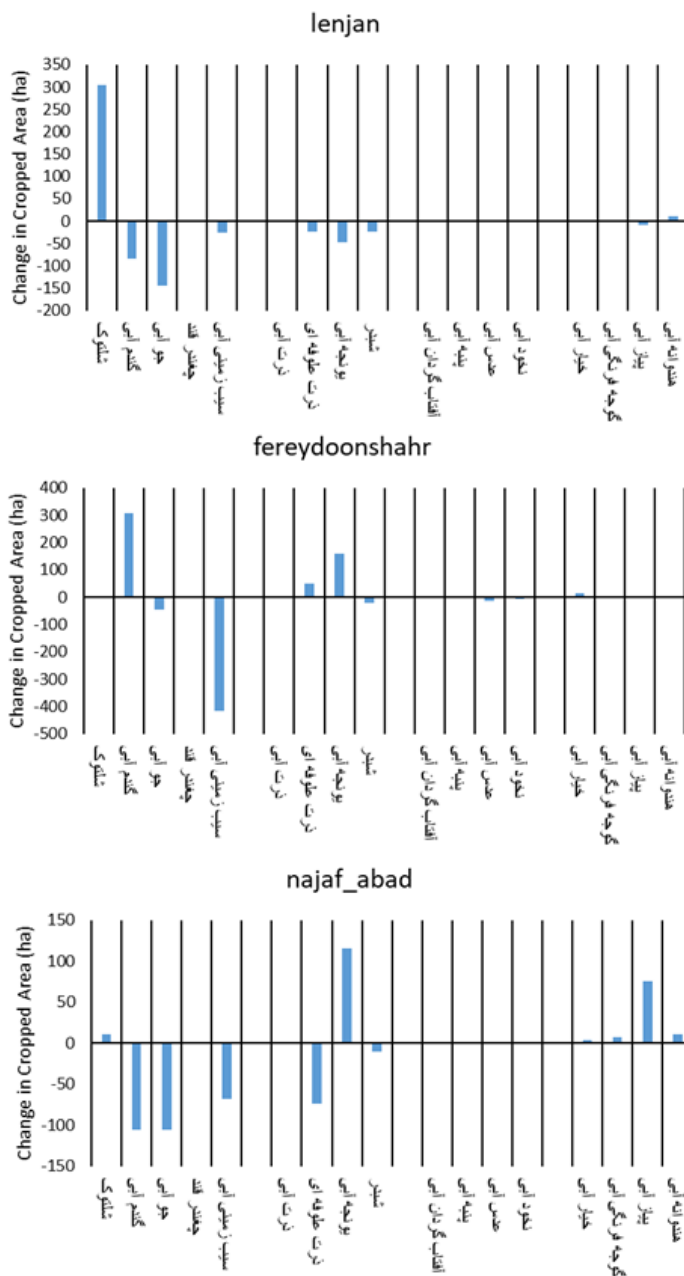 lenjan
Change in Cropped Area (ha)
350
300
250
200
150
100
50
0
-50
-100
-150
-200
شلتوک
گندم آبی
جو آبی
چغندر قند
سیب زمینی آبی
ذرت آبی
ذرت علوفه ای
یونجه آبی
شبدر
آفتاب گردان آبی
پنبه آبی
عدس آبی
نخود آبی
خیار آبی
گوجه فرنگی آبی
پیاز آبی
هندوانه آبی
fereydoonshahr
Change in Cropped Area (ha)
400
300
200
100
0
-100
-200
-300
-400
-500
شلتوک
گندم آبی
جو آبی
چغندر قند
سیب زمینی آبی
ذرت آبی
ذرت علوفه ای
یونجه آبی
شبدر
آفتاب گردان آبی
پنبه آبی
عدس آبی
نخود آبی
خیار آبی
گوجه فرنگی آبی
پیاز آبی
هندوانه آبی
najaf_abad
Change in Cropped Area (ha)
150
100
50
0
-50
-100
-150
شلتوک
گندم آبی
جو آبی
چغندر قند
سیب زمینی آبی
ذرت آبی
ذرت علوفه ای
یونجه آبی
شبدر
آفتاب گردان آبی
پنبه آبی
عدس آبی
نخود آبی
خیار آبی
گوجه فرنگی آبی
پیاز آبی
هندوانه آبی